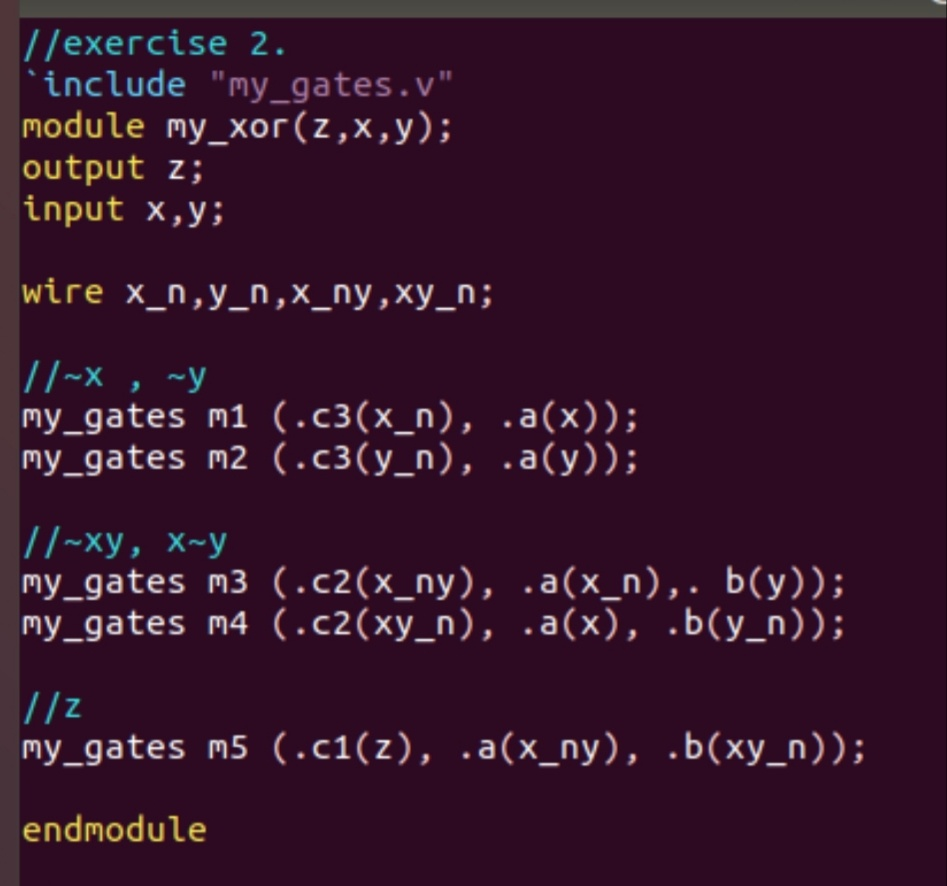 //exercise 2.
`include "my_gates.v"
module my_xor(z,x,y);
output z;
input x,y;
wire x_n,y_n,x_ny,xy_n;
//~x , ~y
my_gates m1 (.c3(x_n), .a(x));
my_gates m2 (.c3(y_n), .a(y));
//~xy, x~y
my_gates m3 (.c2(x_ny), .a(x_n),. b(y));
my_gates m4 (.c2(xy_n), .a(x), .b(y_n));
//z
my_gates m5 (.c1(z), .a(x_ny), .b(xy_n));
endmodule